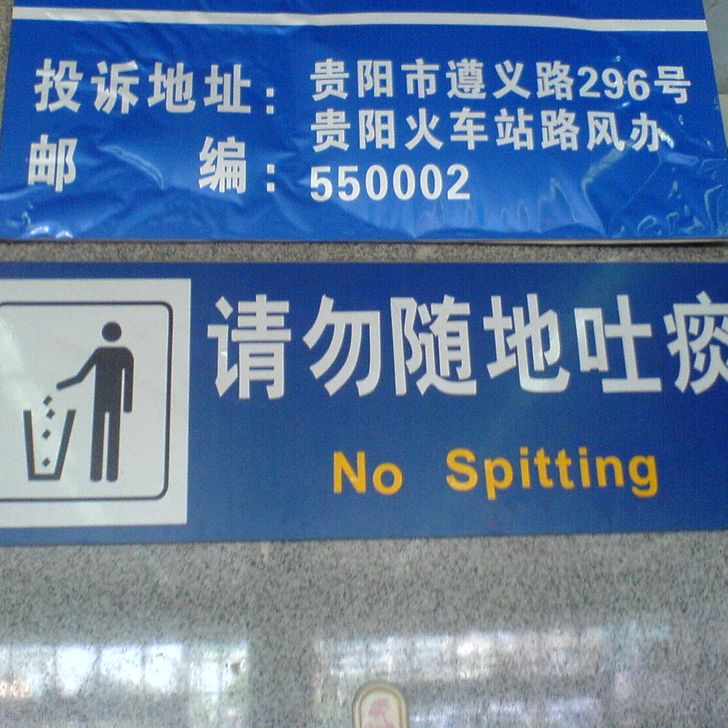 投诉地址：贵阳市遵义路296号
贵阳火车站路风办
邮编：550002
请勿随地吐痰
No Spitting